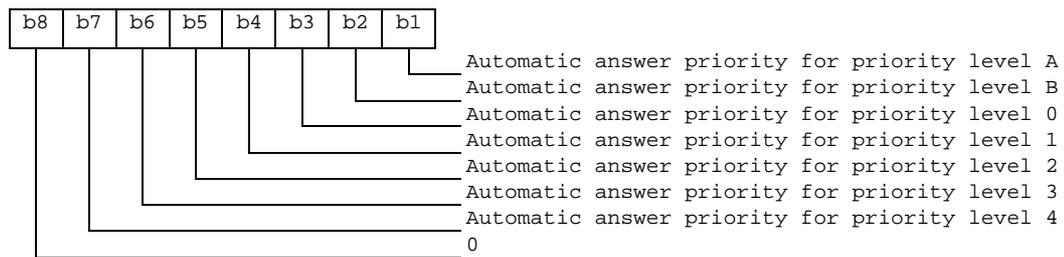 b8 b7 b6 b5 b4 b3 b2 b1
Automatic answer priority for priority level A
Automatic answer priority for priority level B
Automatic answer priority for priority level 0
Automatic answer priority for priority level 1
Automatic answer priority for priority level 2
Automatic answer priority for priority level 3
Automatic answer priority for priority level 4
0